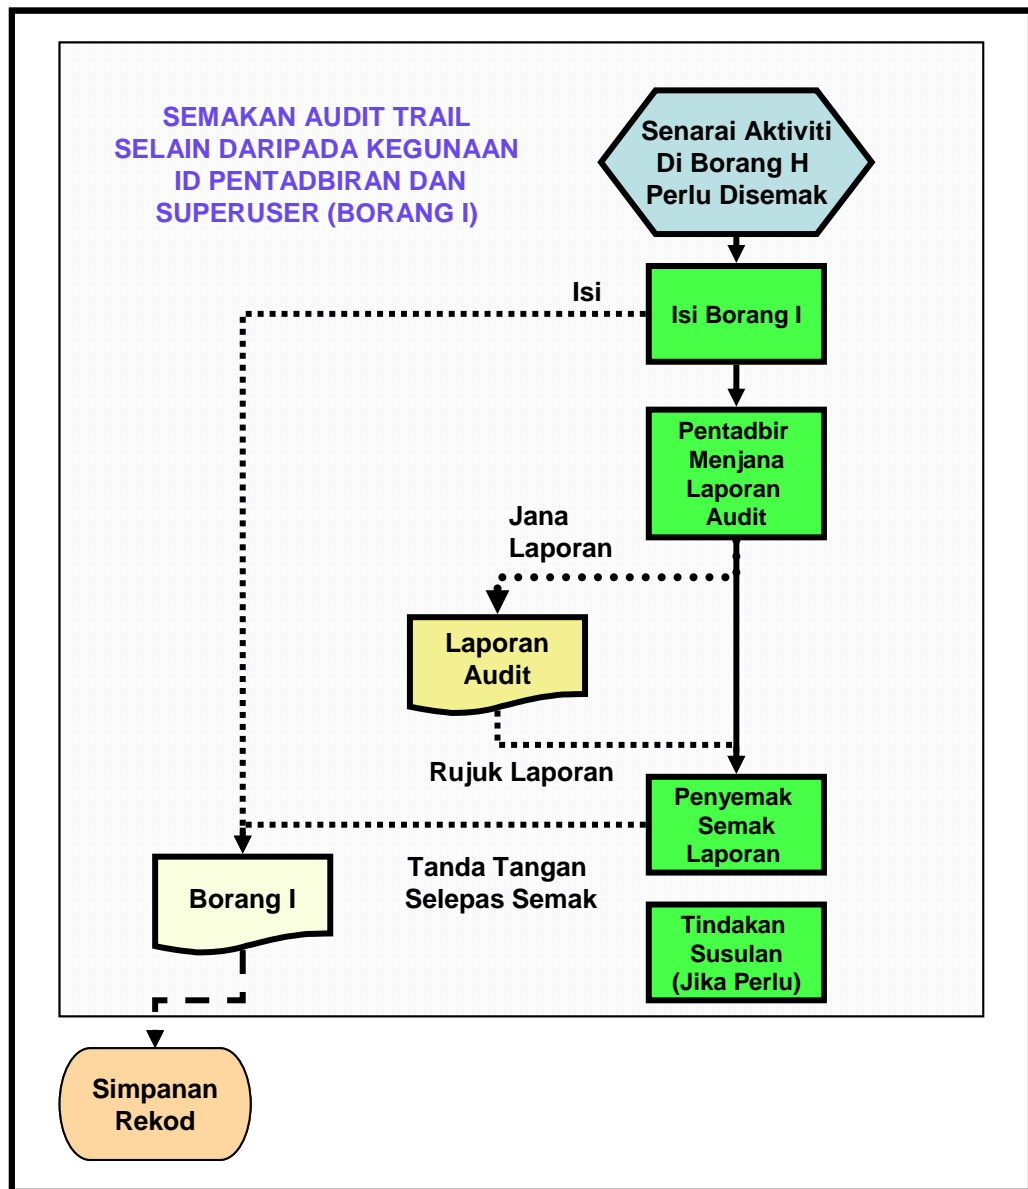 SEMAKAN AUDIT TRAIL
SELAIN DARIPADA KEGUNAAN
ID PENTADBIRAN DAN
SUPERUSER (BORANG I)
Senarai Aktiviti
Di Borang H
Perlu Disemak
Isi
Isi Borang I
Pentadbir
Menjana
Laporan
Audit
Jana
Laporan
Laporan
Audit
Rujuk Laporan
Penyemak
Semak
Laporan
Tanda Tangan
Selepas Semak
Borang I
Tindakan
Susulan
(Jika Perlu)
Simpanan
Rekod